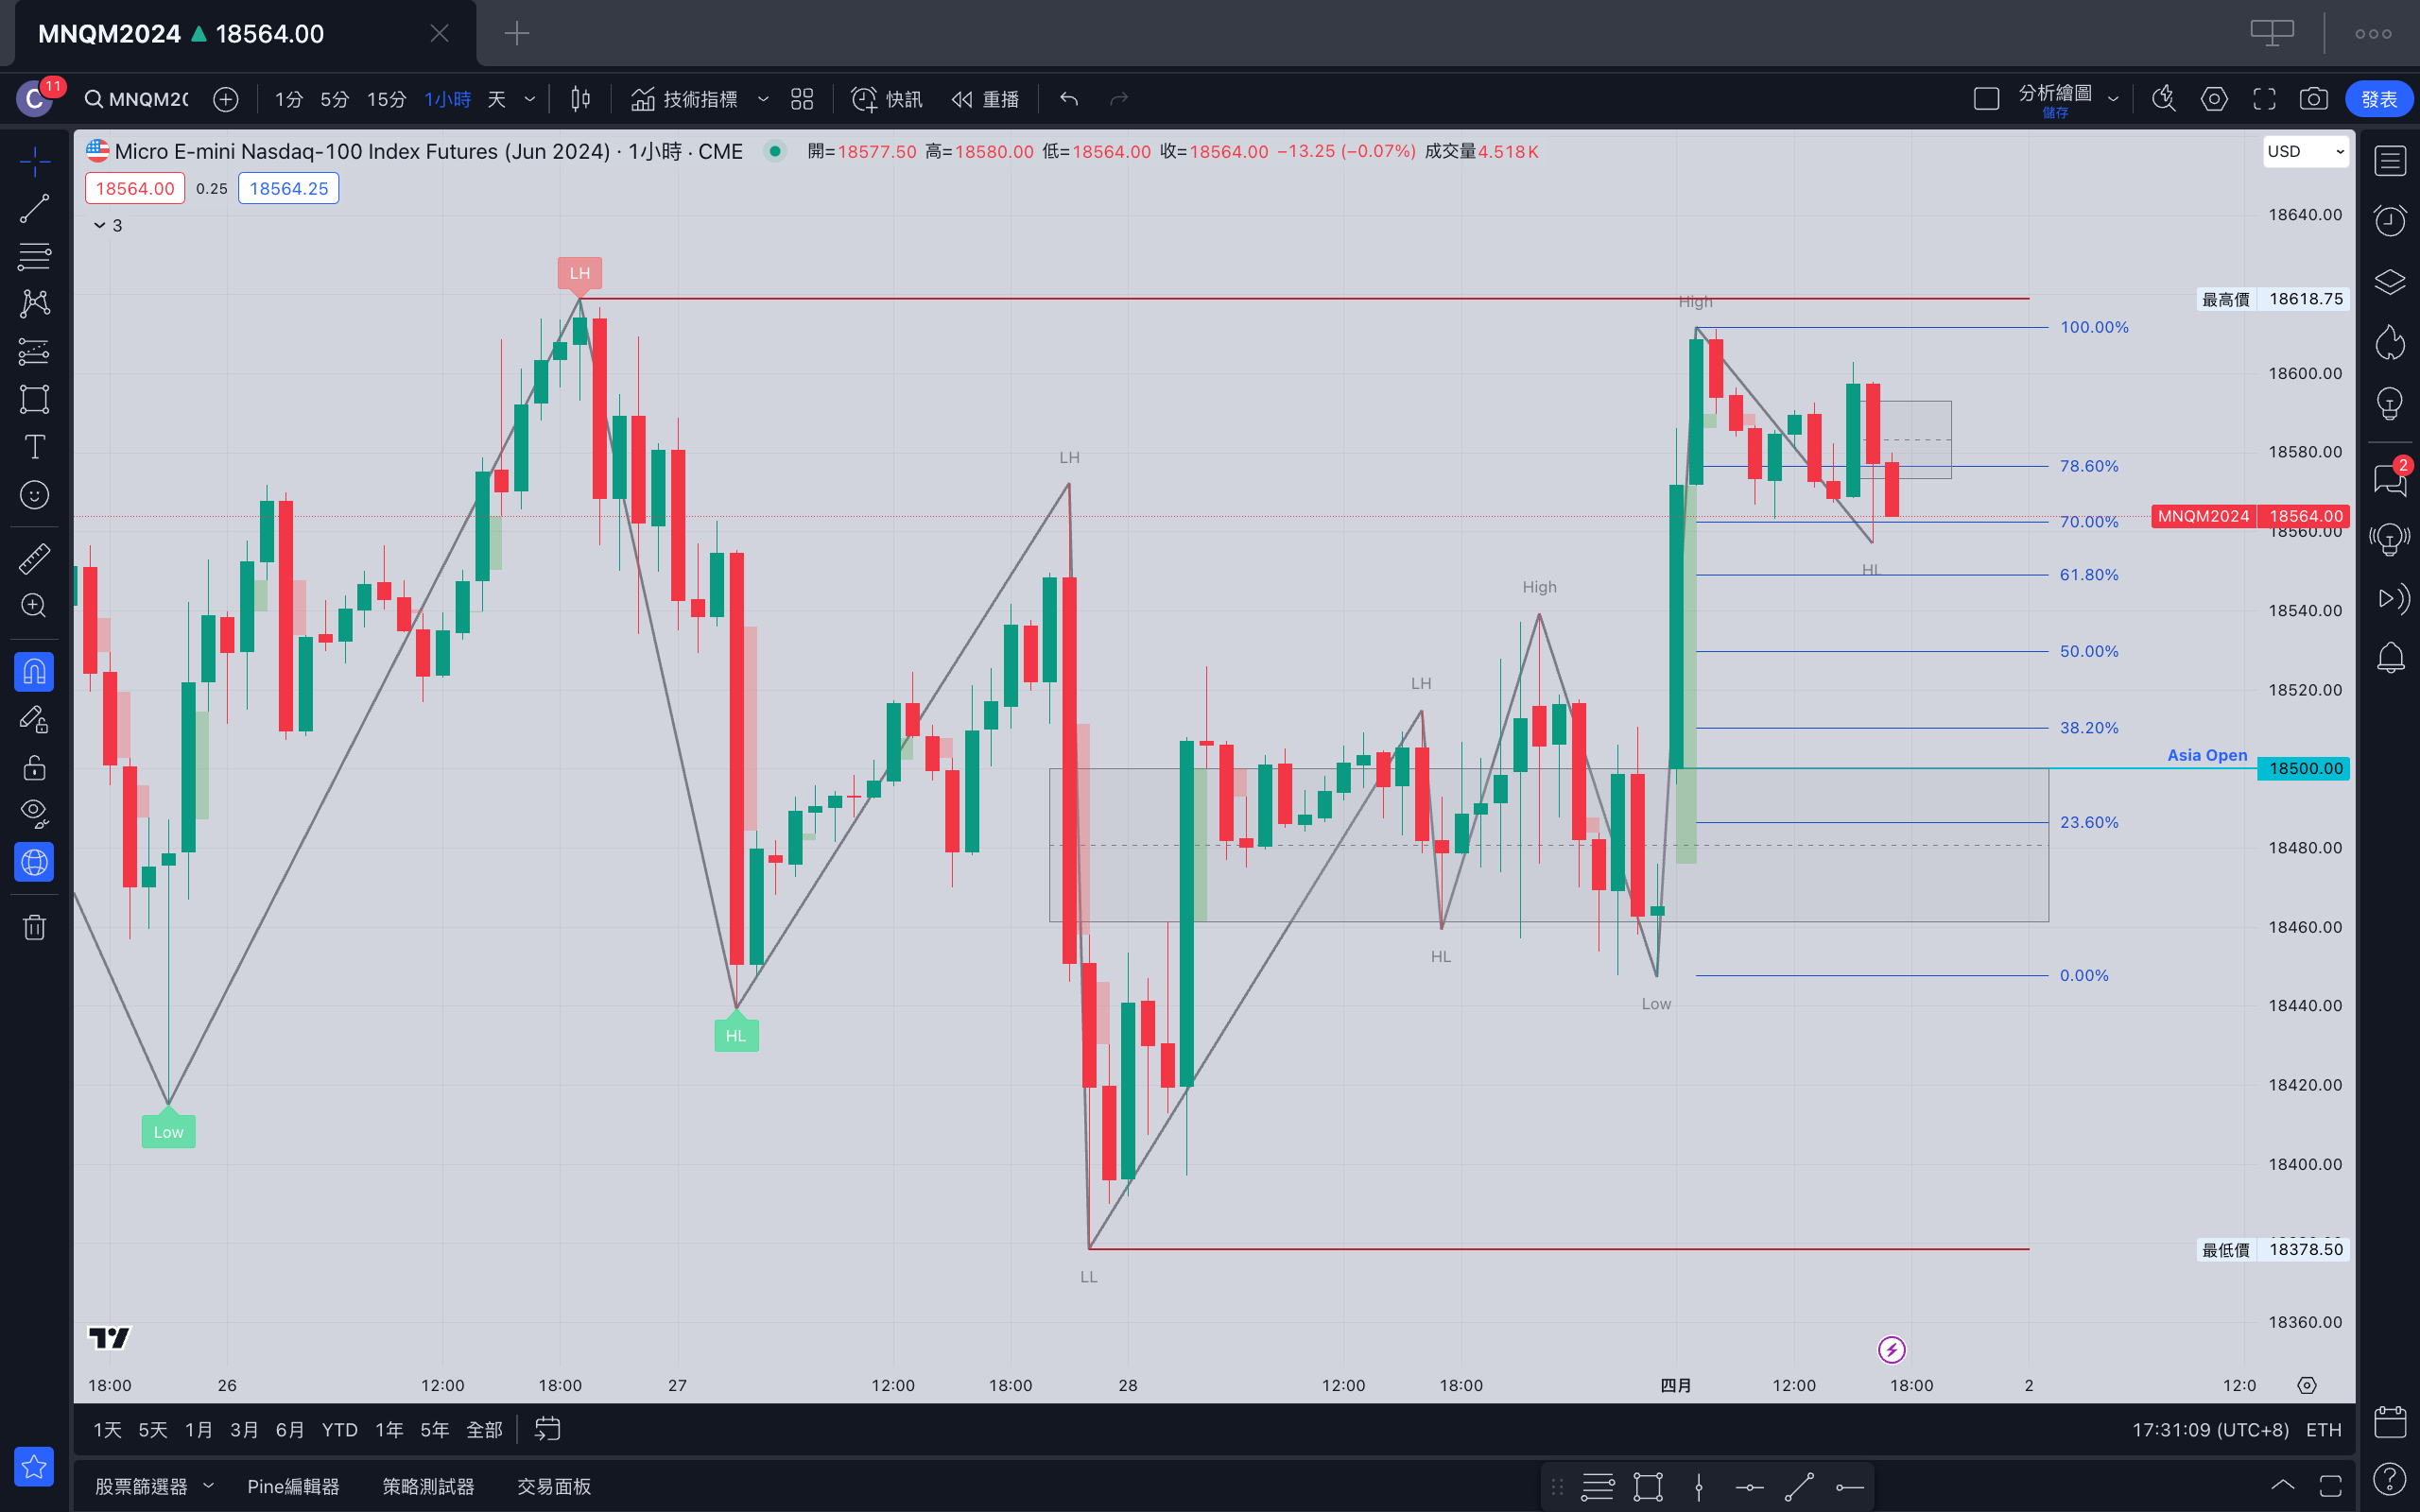 MNQM2024 ▲ 18564.00
C 11 MNQM20 1分 5分 15分 1小時 天 技術指標 快訊 重播 分析繪圖 儲存 發表
Micro E-mini Nasdaq-100 Index Futures (Jun 2024) · 1小時 · CME 開=18577.50 高=18580.00 低=18564.00 收=18564.00 −13.25 (−0.07%) 成交量4.518K
USD
18564.00 0.25 18564.25
3
18640.00
LH
High
最高價 18618.75
100.00%
18600.00
18580.00
LH
78.60%
MNQM2024 18564.00
70.00%
18560.00
HL
61.80%
High
18540.00
50.00%
LH
18520.00
38.20%
Asia Open
18500.00
23.60%
18480.00
18460.00
HL
0.00%
Low
18440.00
HL
18420.00
Low
18400.00
最低價 18378.50
LL
18360.00
2
18:00 26 12:00 18:00 27 12:00 18:00 28 12:00 18:00 四月 12:00 18:00 2 12:0
1天 5天 1月 3月 6月 YTD 1年 5年 全部 17:31:09 (UTC+8) ETH
股票篩選器 Pine編輯器 策略測試器 交易面板